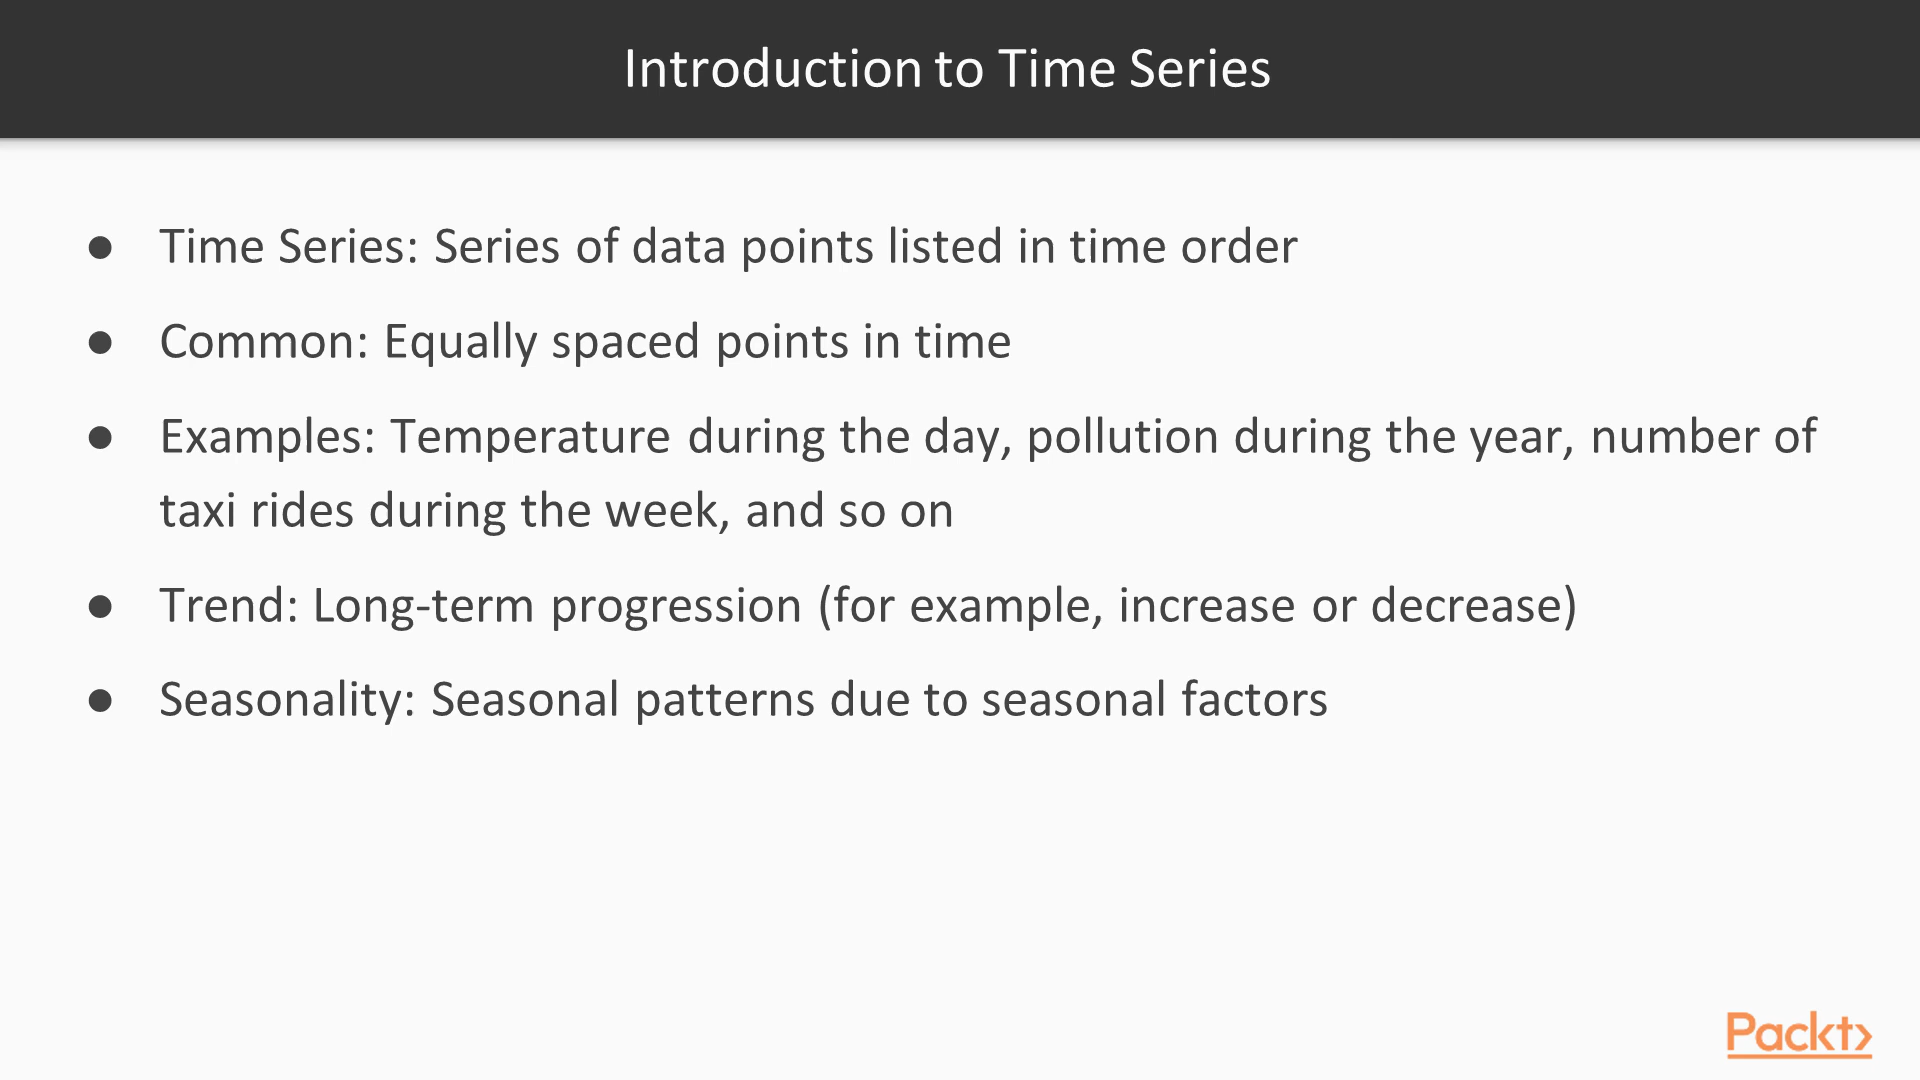 Introduction to Time Series
● Time Series: Series of data points listed in time order
● Common: Equally spaced points in time
● Examples: Temperature during the day, pollution during the year, number of
taxi rides during the week, and so on
● Trend: Long-term progression (for example, increase or decrease)
● Seasonality: Seasonal patterns due to seasonal factors
Packt>